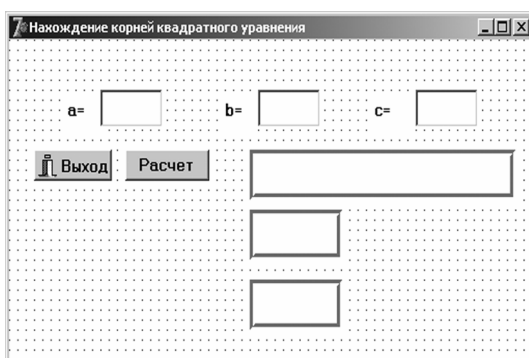 Нахождение корней квадратного уравнения
a= b= c=
Выход Расчет